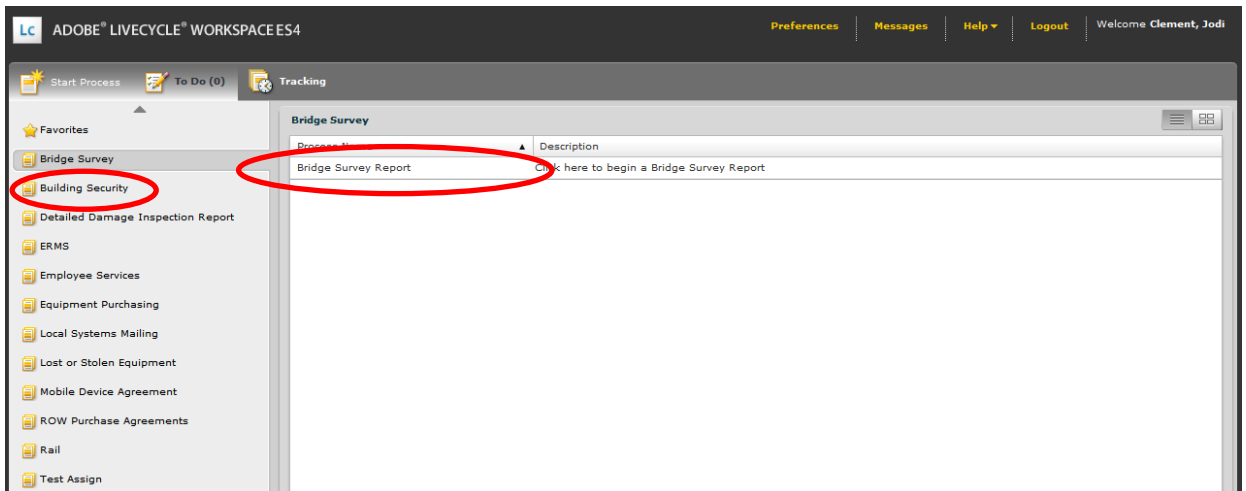 Lc ADOBE® LIVECYCLE® WORKSPACE ES4
Preferences Messages Help Logout Welcome Clement, Jodi
Start Process To Do (0) Tracking
Favorites
Bridge Survey
Building Security
Detailed Damage Inspection Report
ERMS
Employee Services
Equipment Purchasing
Local Systems Mailing
Lost or Stolen Equipment
Mobile Device Agreement
ROW Purchase Agreements
Rail
Test Assign
Bridge Survey
Process Name Description
Bridge Survey Report Click here to begin a Bridge Survey Report